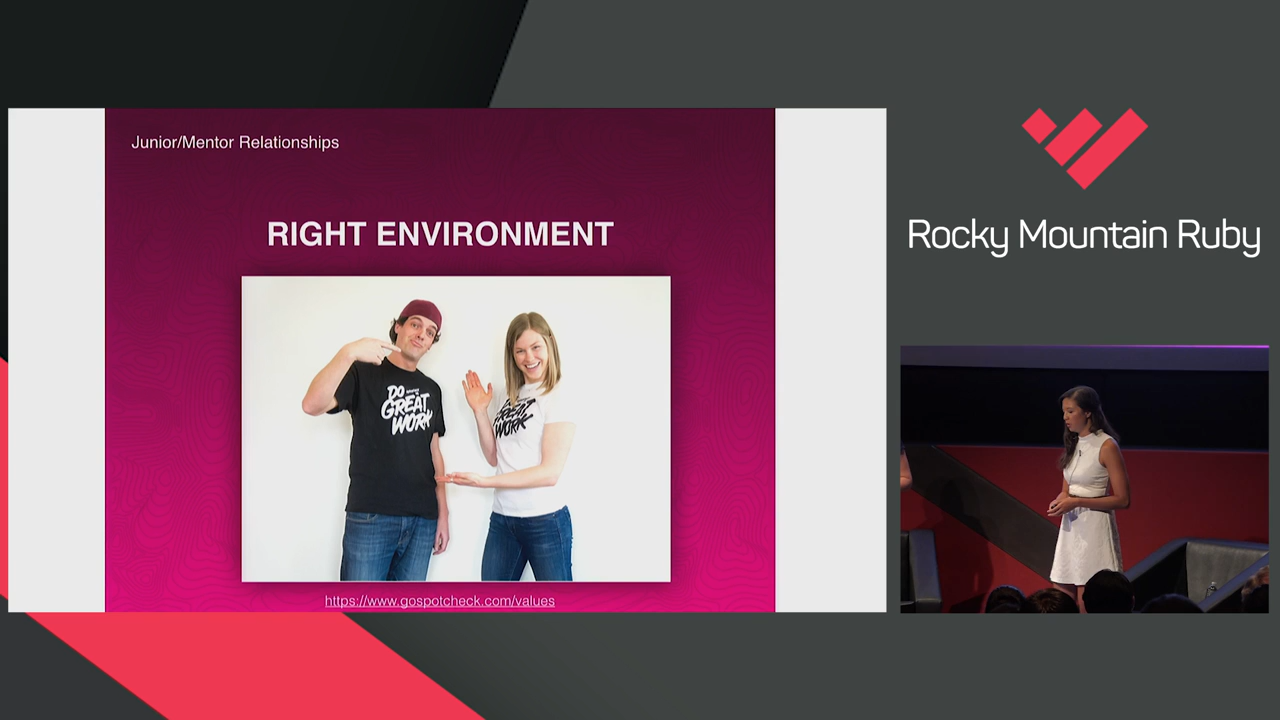 Junior/Mentor Relationships
RIGHT ENVIRONMENT
DO
GREAT
WORK
GREAT
WORK
https://www.gospotcheck.com/values
Rocky Mountain Ruby